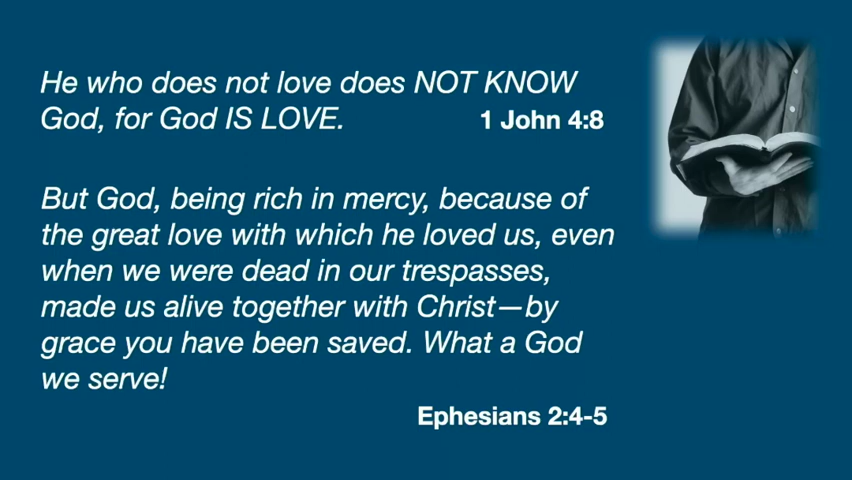 He who does not love does NOT KNOW
God, for God IS LOVE. 1 John 4:8
But God, being rich in mercy, because of
the great love with which he loved us, even
when we were dead in our trespasses,
made us alive together with Christ—by
grace you have been saved. What a God
we serve!
Ephesians 2:4-5